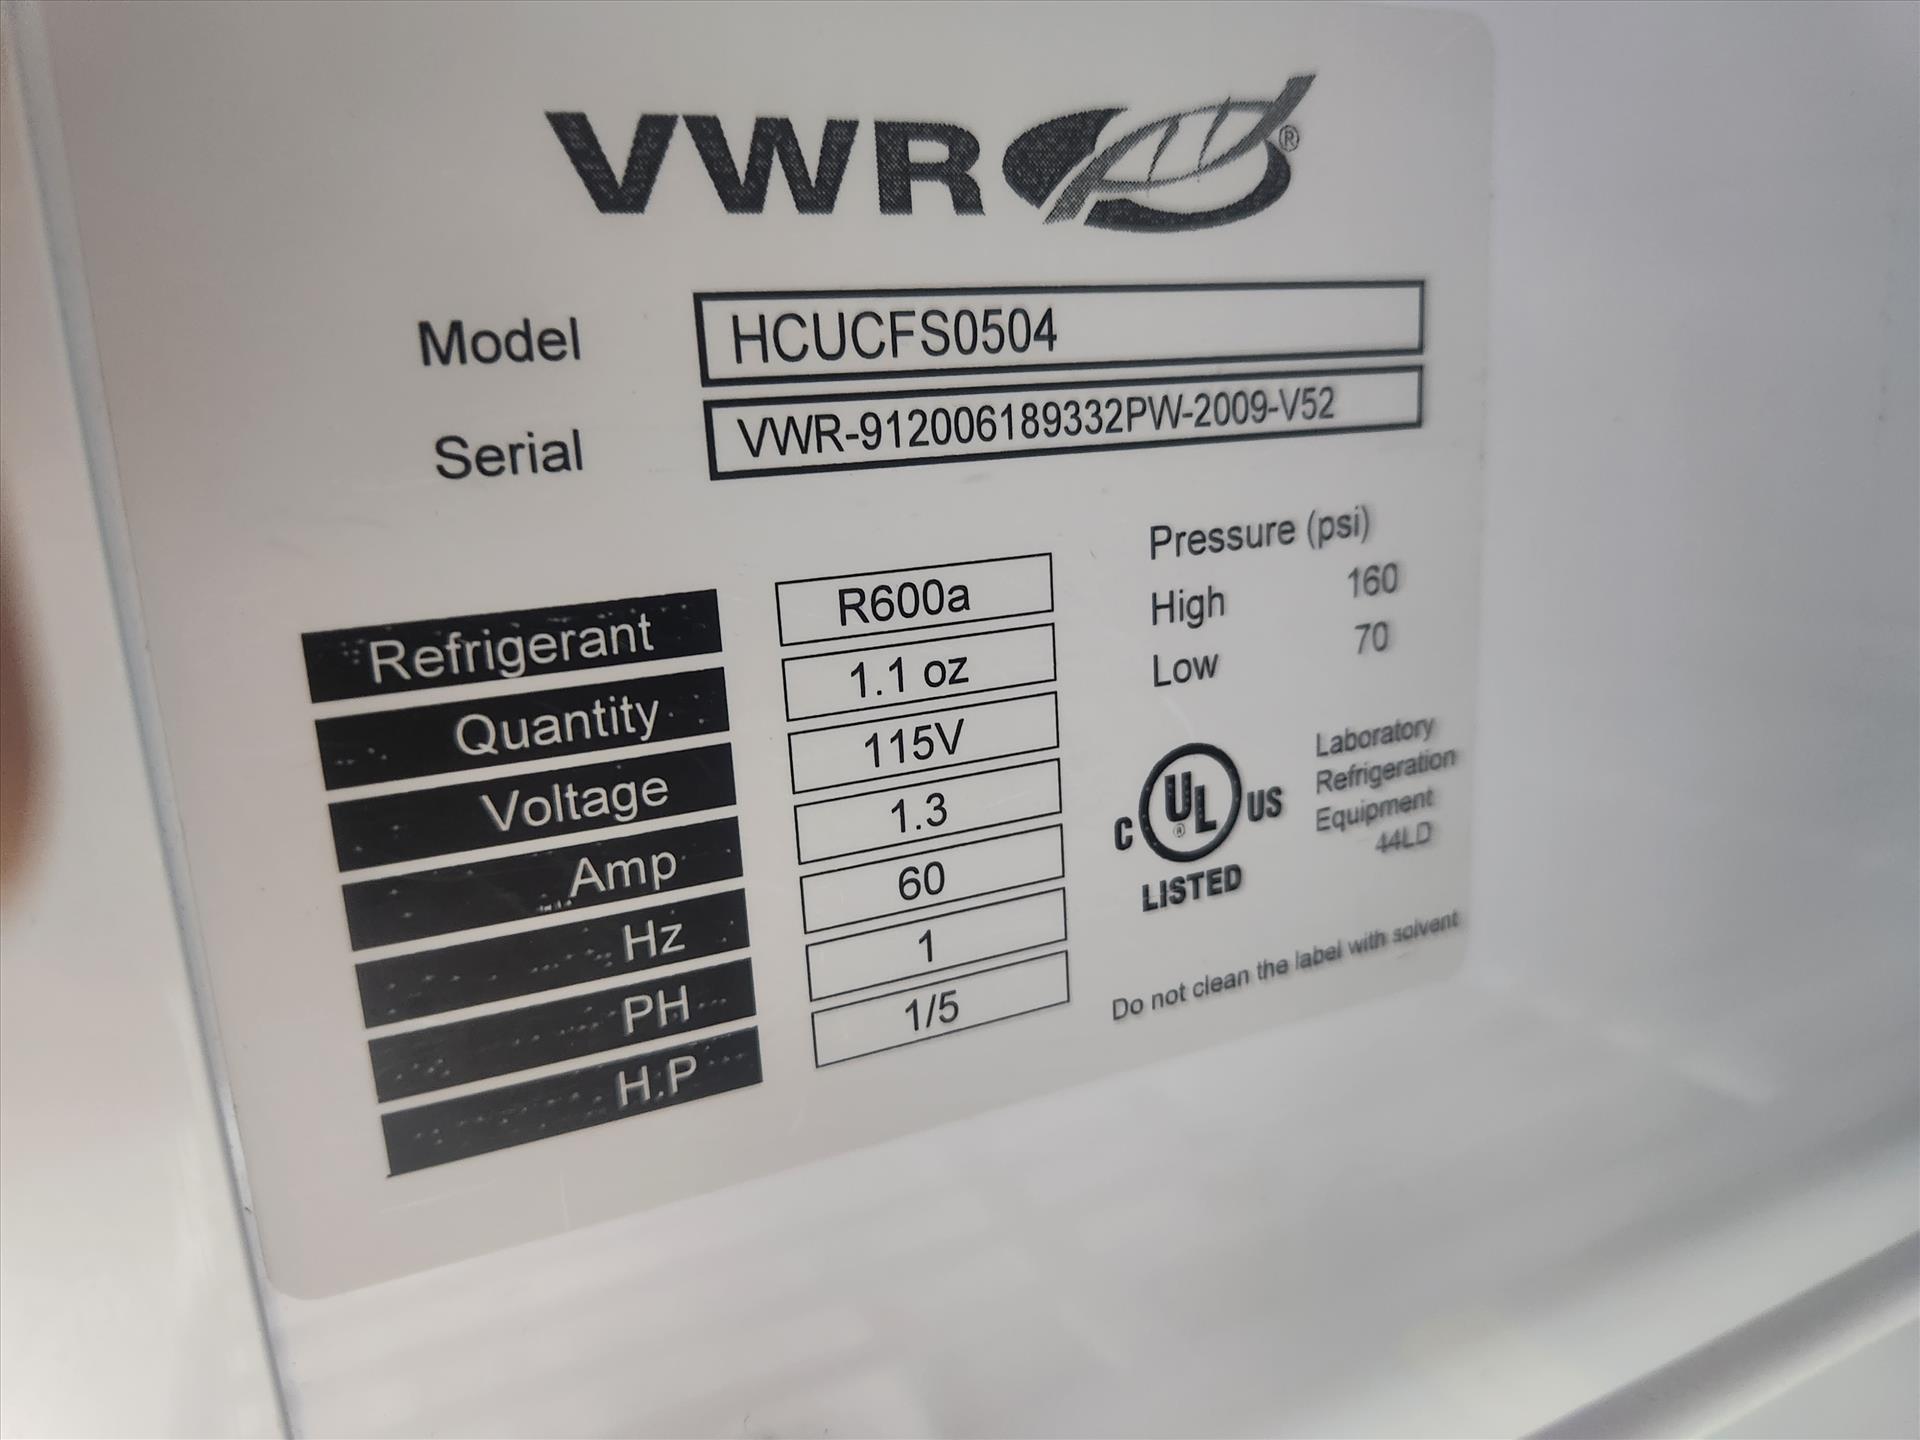 VWR®
Model HCUCFS0504
Serial VWR-912006189332PW-2009-V52
Refrigerant R600a
Quantity 1.1 oz
Voltage 115V
Amp 1.3
Hz 60
PH 1
H.P 1/5
Pressure (psi)
High 160
Low 70
C UL® US
LISTED
Laboratory
Refrigeration
Equipment
44LD
Do not clean the label with solvent